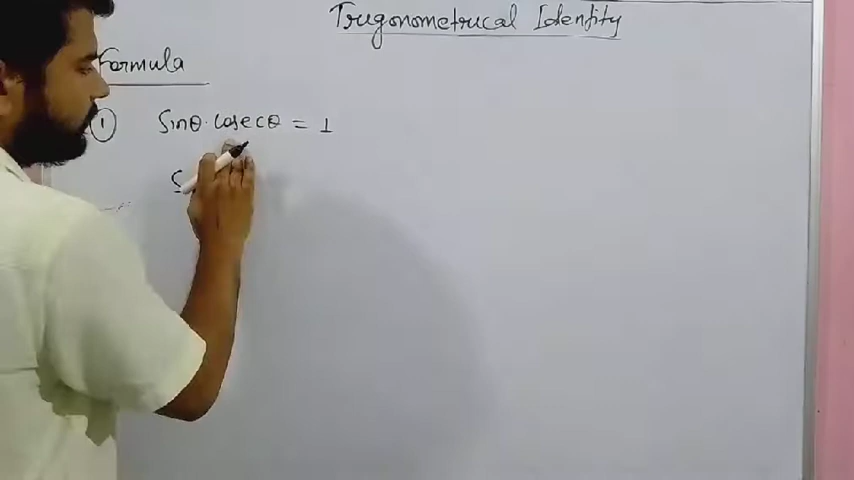 Trigonometrical Identity
Formula
① Sinθ·Cosecθ = 1
S